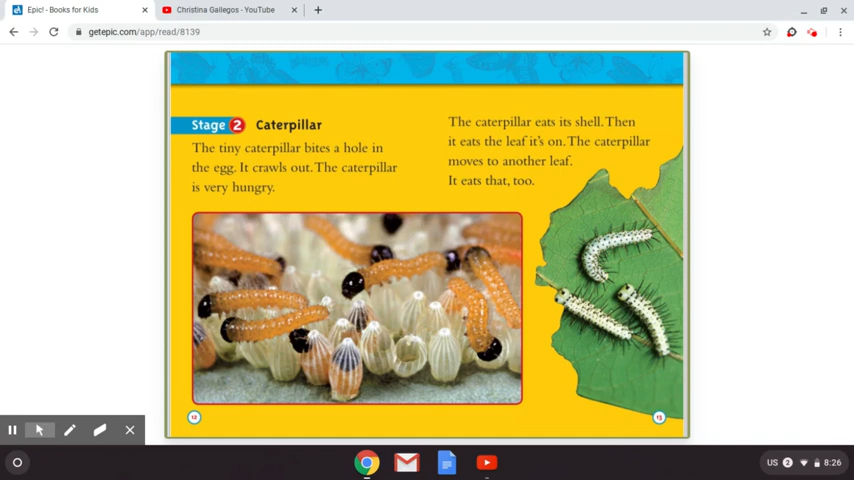 Epic! - Books for Kids
Christina Gallegos - YouTube
getepic.com/app/read/8139
Stage 2 Caterpillar
The tiny caterpillar bites a hole in
the egg. It crawls out. The caterpillar
is very hungry.
The caterpillar eats its shell. Then
it eats the leaf it's on. The caterpillar
moves to another leaf.
It eats that, too.
12
13
US 2 8:26